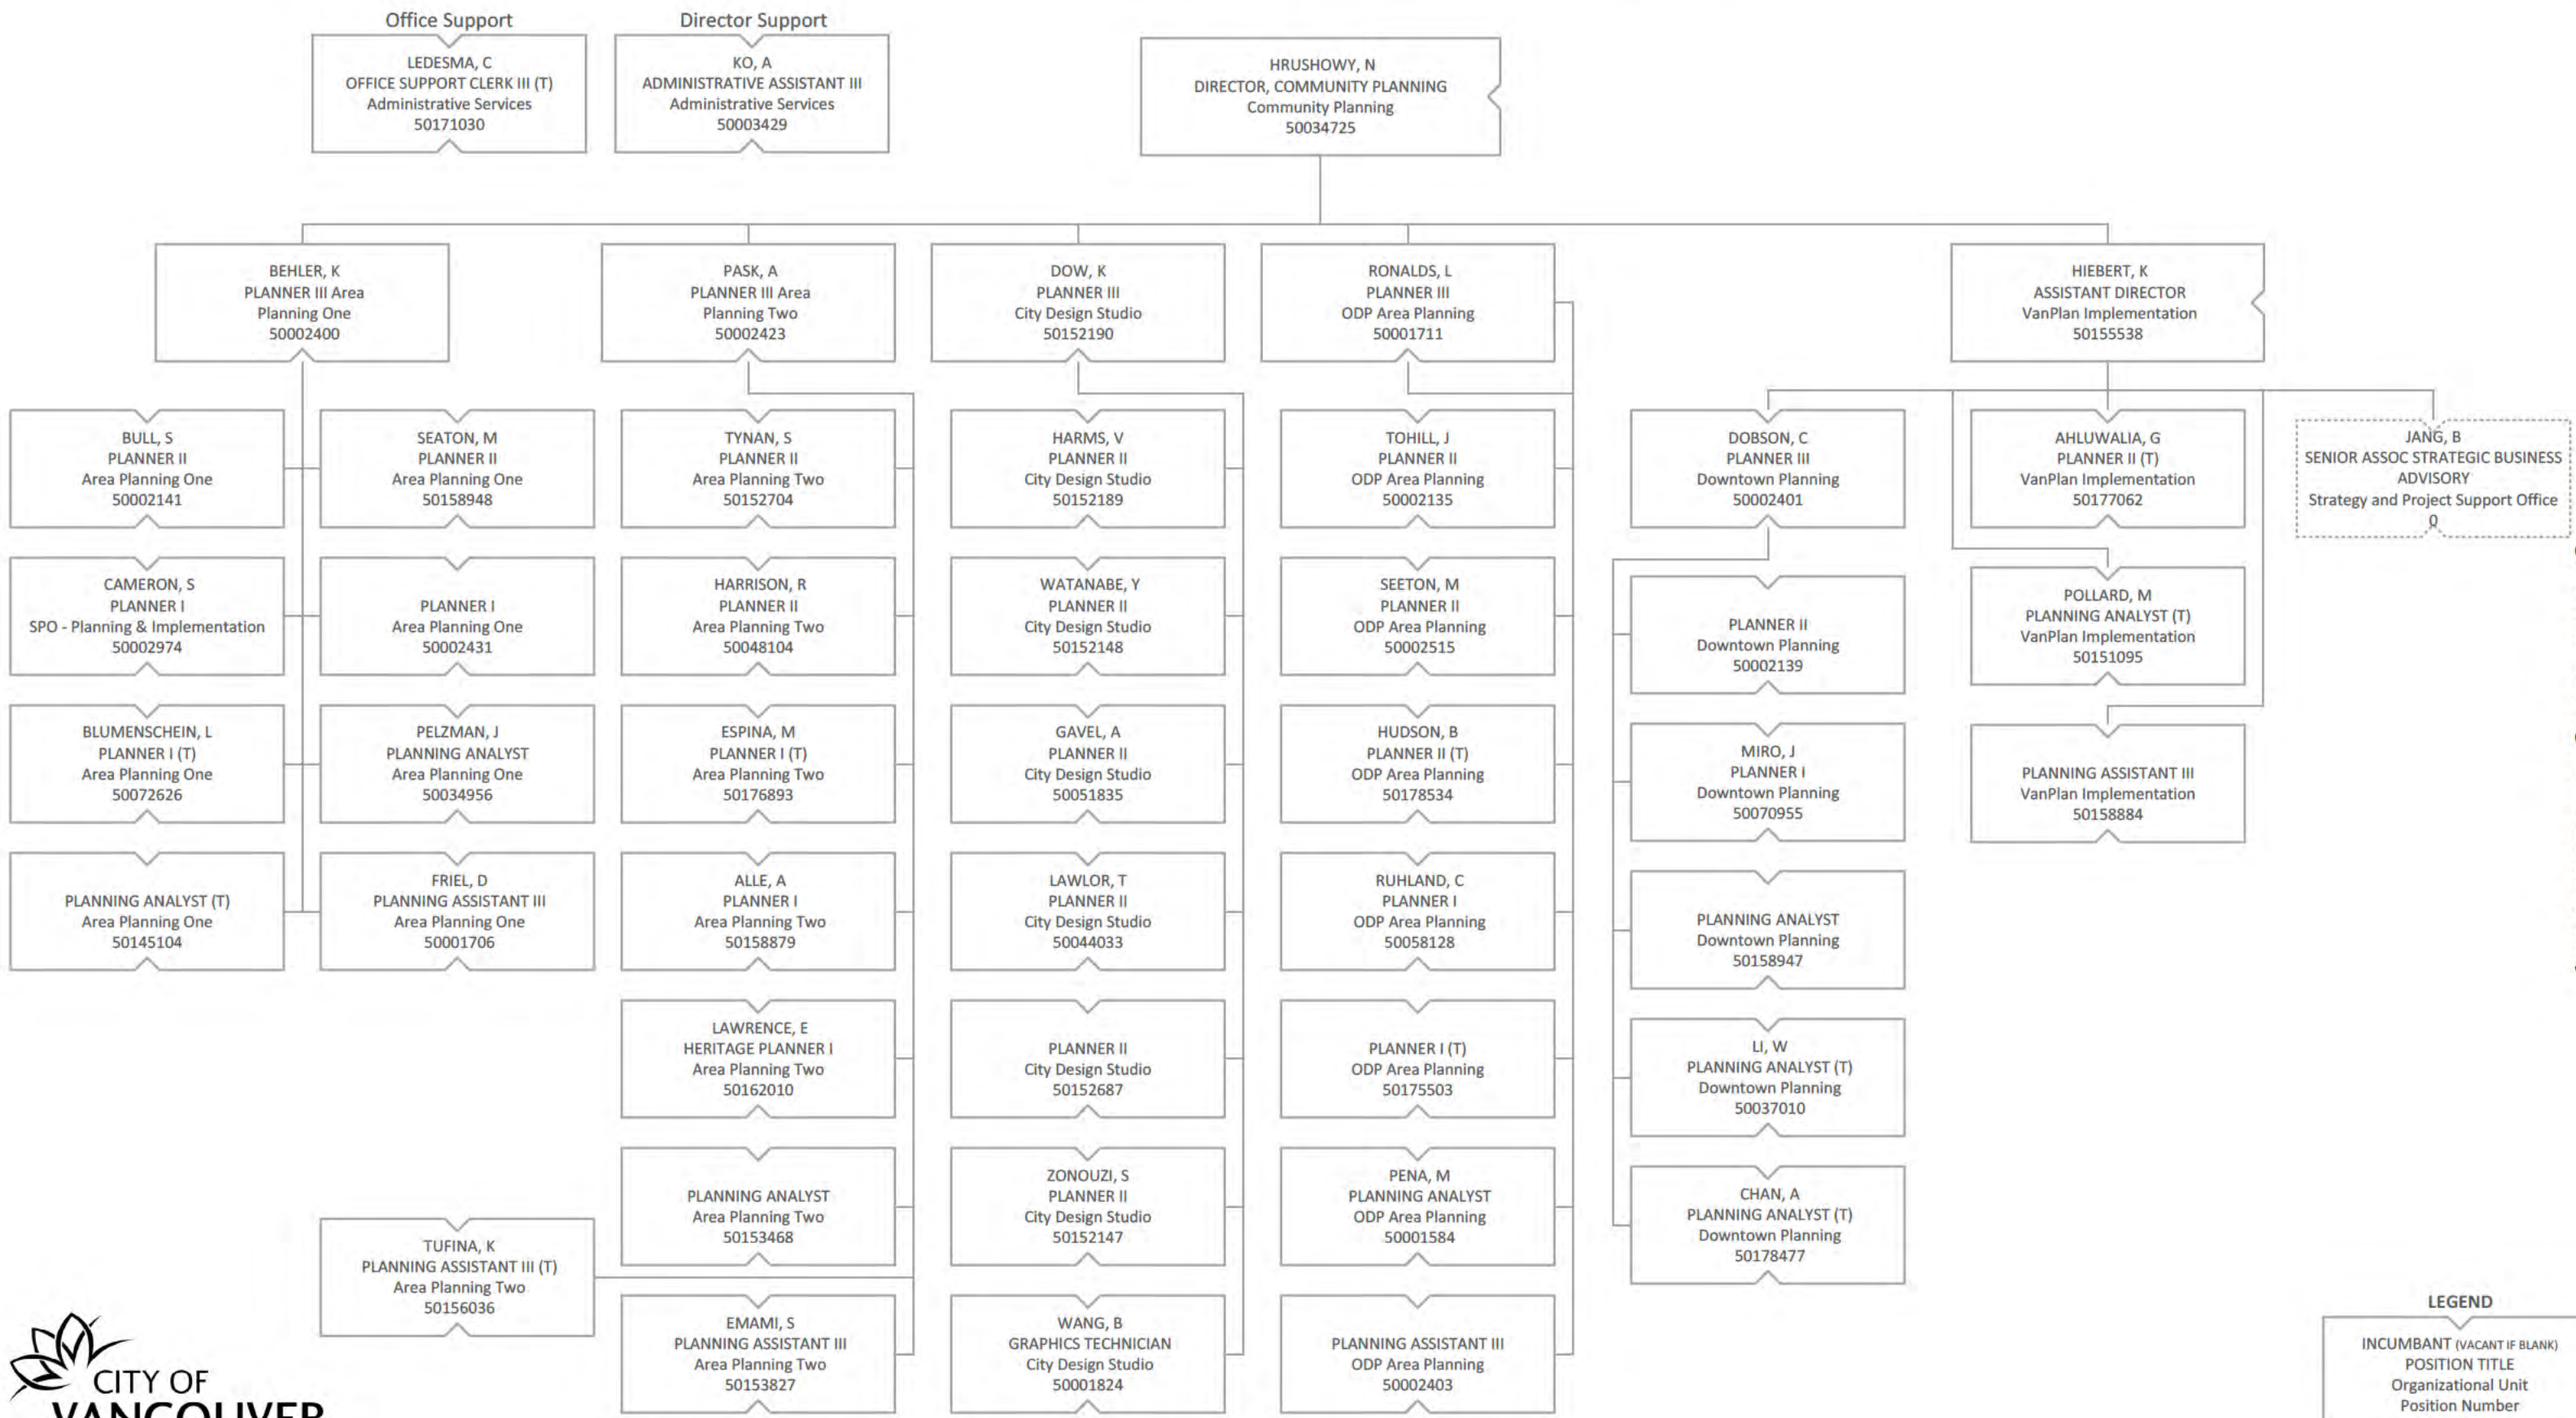 Office Support
LEDESMA, C
OFFICE SUPPORT CLERK III (T)
Administrative Services
50171030
Director Support
KO, A
ADMINISTRATIVE ASSISTANT III
Administrative Services
50003429
HRUSHOWY, N
DIRECTOR, COMMUNITY PLANNING
Community Planning
50034725
BEHLER, K
PLANNER III Area
Planning One
50002400
PASK, A
PLANNER III Area
Planning Two
50002423
DOW, K
PLANNER III
City Design Studio
50152190
RONALDS, L
PLANNER III
ODP Area Planning
50001711
HIEBERT, K
ASSISTANT DIRECTOR
VanPlan Implementation
50155538
BULL, S
PLANNER II
Area Planning One
50002141
SEATON, M
PLANNER II
Area Planning One
50158948
CAMERON, S
PLANNER I
SPO - Planning & Implementation
50002974
PLANNER I
Area Planning One
50002431
BLUMENSCHEIN, L
PLANNER I (T)
Area Planning One
50072626
PELZMAN, J
PLANNING ANALYST
Area Planning One
50034956
PLANNING ANALYST (T)
Area Planning One
50145104
FRIEL, D
PLANNING ASSISTANT III
Area Planning One
50001706
TYNAN, S
PLANNER II
Area Planning Two
50152704
HARRISON, R
PLANNER II
Area Planning Two
50048104
ESPINA, M
PLANNER I (T)
Area Planning Two
50176893
ALLE, A
PLANNER I
Area Planning Two
50158879
LAWRENCE, E
HERITAGE PLANNER I
Area Planning Two
50162010
PLANNING ANALYST
Area Planning Two
50153468
TUFINA, K
PLANNING ASSISTANT III (T)
Area Planning Two
50156036
EMAMI, S
PLANNING ASSISTANT III
Area Planning Two
50153827
HARMS, V
PLANNER II
City Design Studio
50152189
WATANABE, Y
PLANNER II
City Design Studio
50152148
GAVEL, A
PLANNER II
City Design Studio
50051835
LAWLOR, T
PLANNER II
City Design Studio
50044033
PLANNER II
City Design Studio
50152687
ZONOUZI, S
PLANNER II
City Design Studio
50152147
WANG, B
GRAPHICS TECHNICIAN
City Design Studio
50001824
TOHILL, J
PLANNER II
ODP Area Planning
50002135
SEETON, M
PLANNER II
ODP Area Planning
50002515
HUDSON, B
PLANNER II (T)
ODP Area Planning
50178534
RUHLAND, C
PLANNER I
ODP Area Planning
50058128
PLANNER I (T)
ODP Area Planning
50175503
PENA, M
PLANNING ANALYST
ODP Area Planning
50001584
PLANNING ASSISTANT III
ODP Area Planning
50002403
DOBSON, C
PLANNER III
Downtown Planning
50002401
PLANNER II
Downtown Planning
50002139
MIRO, J
PLANNER I
Downtown Planning
50070955
PLANNING ANALYST
Downtown Planning
50158947
LI, W
PLANNING ANALYST (T)
Downtown Planning
50037010
CHAN, A
PLANNING ANALYST (T)
Downtown Planning
50178477
AHLUWALIA, G
PLANNER II (T)
VanPlan Implementation
50177062
POLLARD, M
PLANNING ANALYST (T)
VanPlan Implementation
50151095
PLANNING ASSISTANT III
VanPlan Implementation
50158884
JANG, B
SENIOR ASSOC STRATEGIC BUSINESS
ADVISORY
Strategy and Project Support Office
0
CITY OF
VANCOUVER
LEGEND
INCUMBANT (VACANT IF BLANK)
POSITION TITLE
Organizational Unit
Position Number